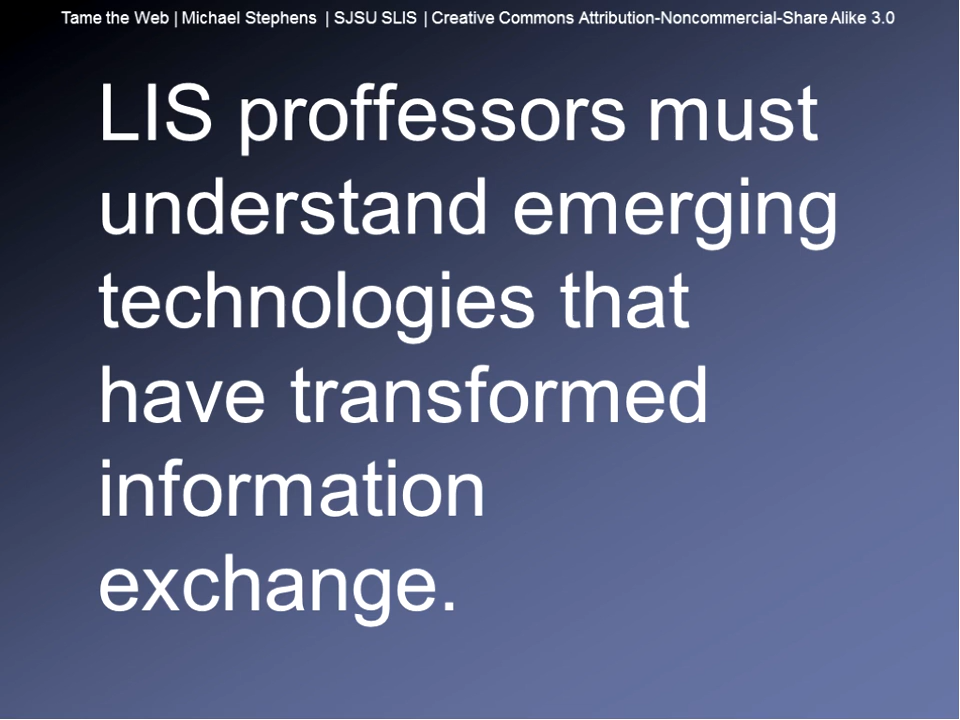 Tame the Web | Michael Stephens | SJSU SLIS | Creative Commons Attribution-Noncommercial-Share Alike 3.0
LIS proffessors must
understand emerging
technologies that
have transformed
information
exchange.